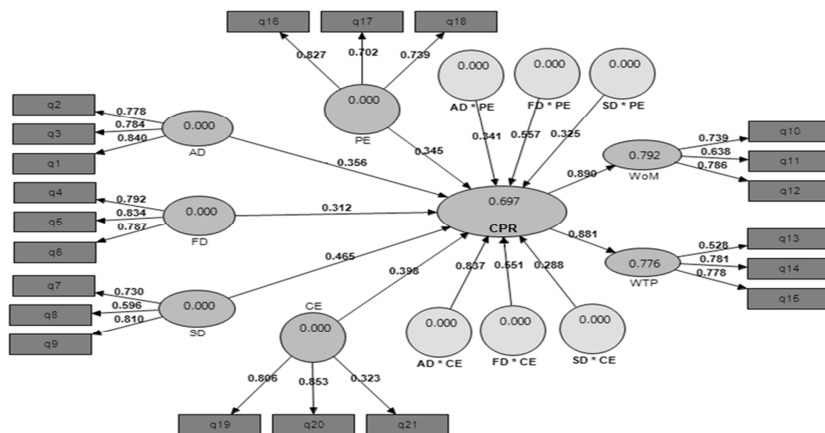 q16
q17
q18
0.827
0.702
0.739
0.000
PE
0.000
AD * PE
0.000
FD * PE
0.000
SD * PE
q2
q3
q1
0.778
0.784
0.840
0.000
AD
0.345
0.356
0.341
0.557
0.325
q4
q5
q6
0.792
0.834
0.787
0.000
FD
0.312
0.697
CPR
0.890
0.792
WoM
0.739
0.638
0.786
q10
q11
q12
0.881
0.776
WTP
0.528
0.781
0.778
q13
q14
q15
q7
q8
q9
0.730
0.596
0.810
0.000
SD
0.465
0.398
0.837
0.551
0.288
CE
0.000
0.000
AD * CE
0.000
FD * CE
0.000
SD * CE
0.806
0.853
0.323
q19
q20
q21